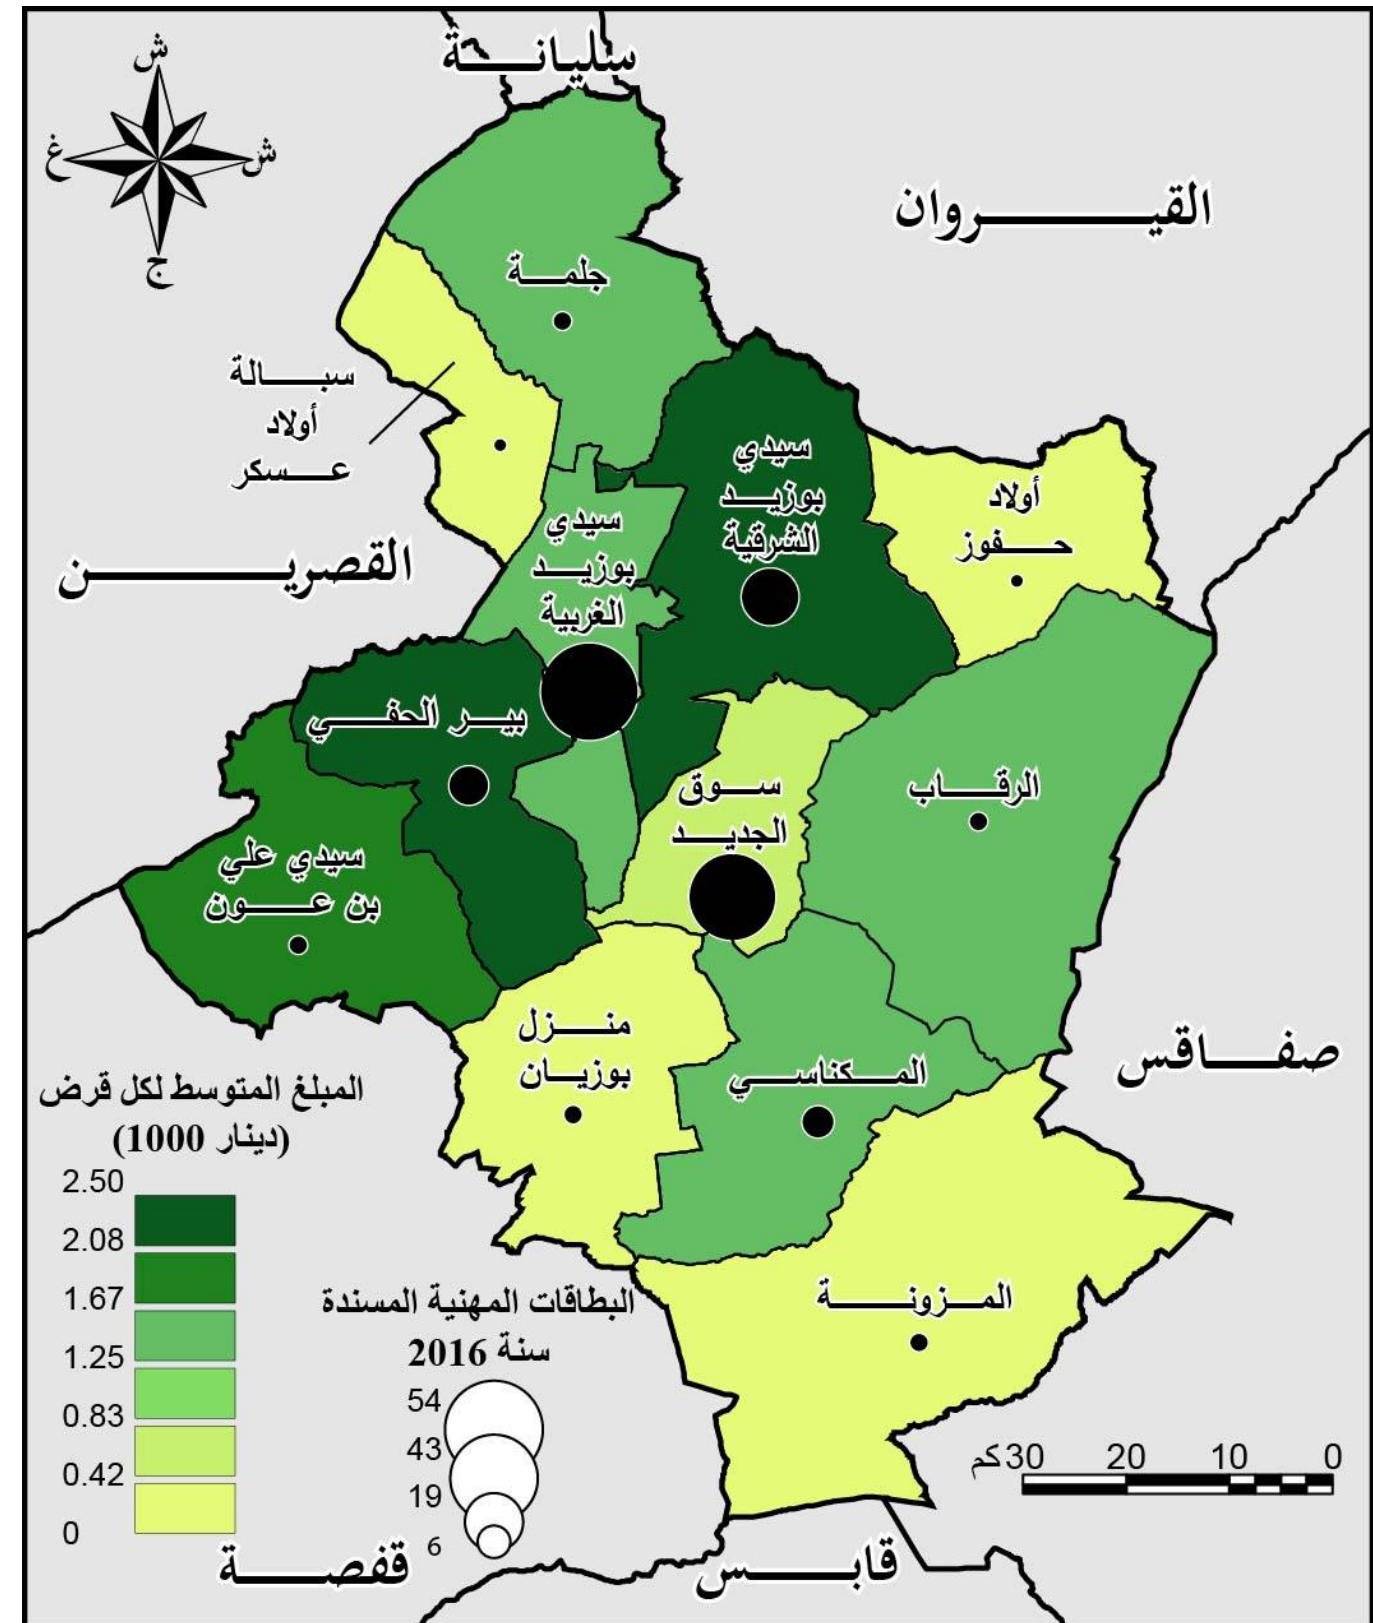 سليانة
ش
غ
ش
ج
القيروان
جلمة
سبالة
أولاد
عسكر
سيدي
بوزيد
الشرقية
أولاد
حفوز
القصرين
سيدي
بوزيد
الغربية
بير الحفي
سوق
الجديد
الرقاب
سيدي علي
بن عون
منزل
بوزيان
المكناسي
صفاقس
المبلغ المتوسط لكل قرض
(1000 دينار)
2.50
2.08
1.67
1.25
0.83
0.42
0
المزونة
البطاقات المهنية المسندة
سنة 2016
54
43
19
6
0 10 20 30 كم
قفصة
قابس